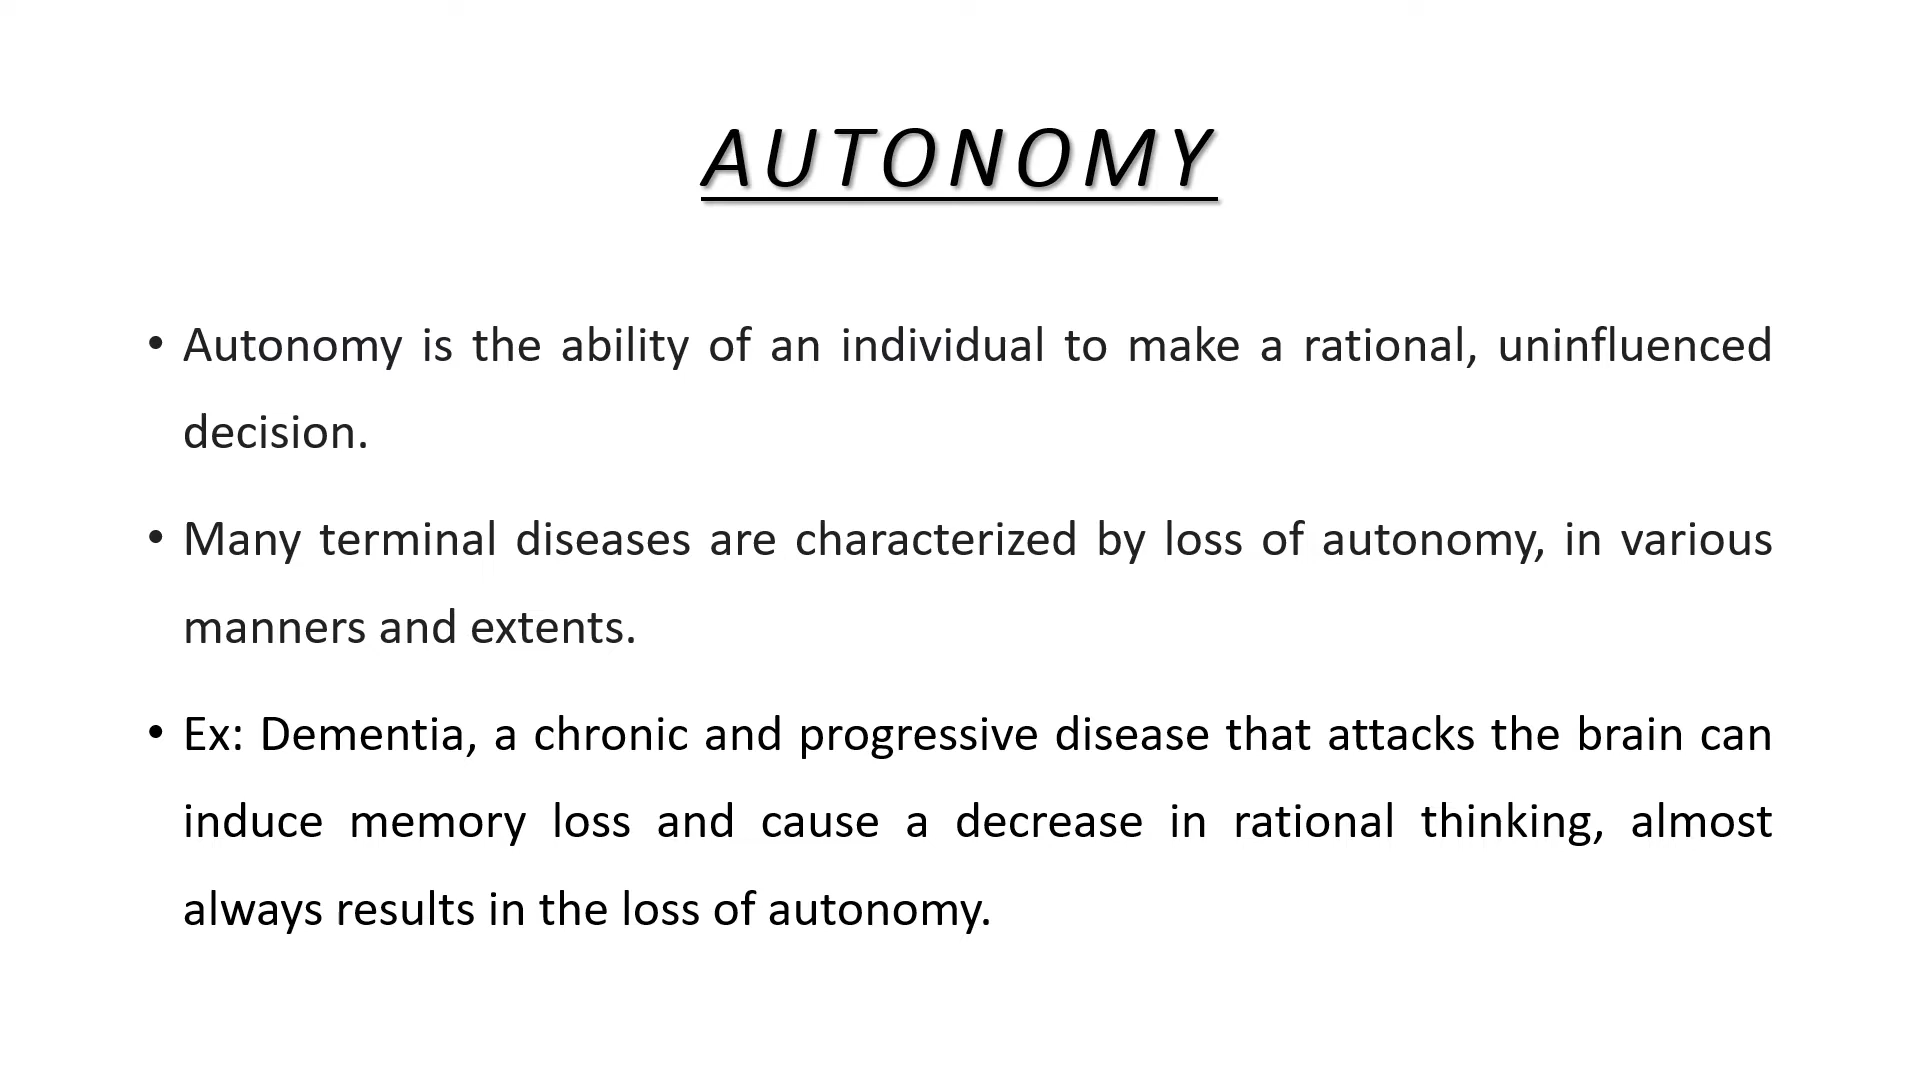 AUTONOMY
• Autonomy is the ability of an individual to make a rational, uninfluenced
decision.
• Many terminal diseases are characterized by loss of autonomy, in various
manners and extents.
• Ex: Dementia, a chronic and progressive disease that attacks the brain can
induce memory loss and cause a decrease in rational thinking, almost
always results in the loss of autonomy.